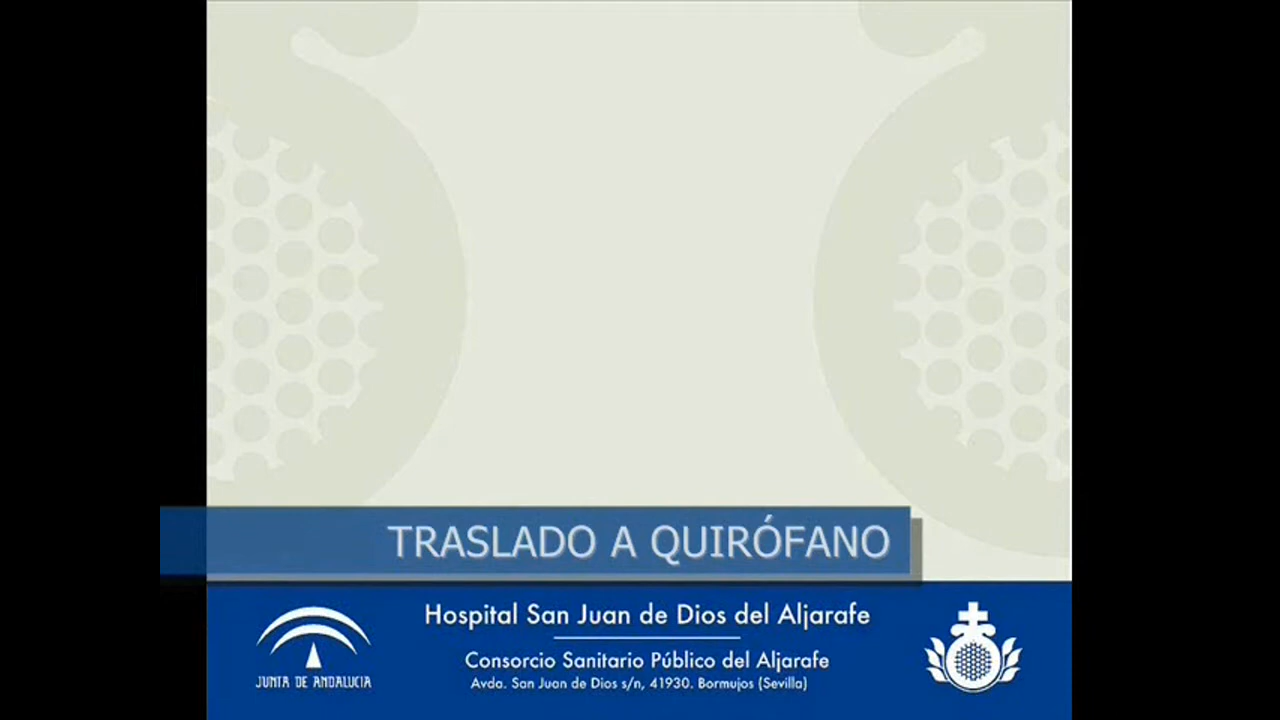 TRASLADO A QUIRÓFANO
Hospital San Juan de Dios del Aljarafe
Consorcio Sanitario Público del Aljarafe
Avda. San Juan de Dios s/n, 41930. Bormujos (Sevilla)
JUNTA DE ANDALUCIA